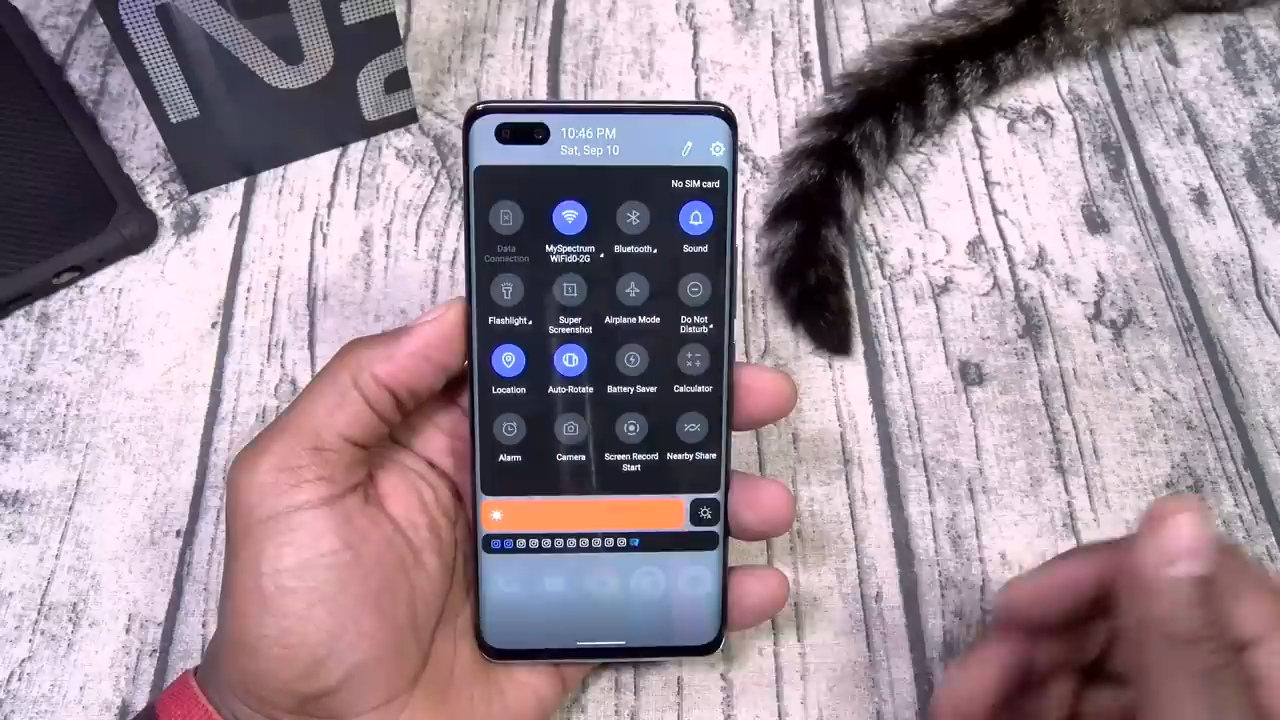 10:46 PM
Sat, Sep 10
No SIM card
Data
Connection
MySpectrum
WiFid0-2G
Bluetooth
Sound
Flashlight
Super
Screenshot
Airplane Mode
Do Not
Disturb
Location
Auto-Rotate
Battery Saver
Calculator
Alarm
Camera
Screen Record
Start
Nearby Share